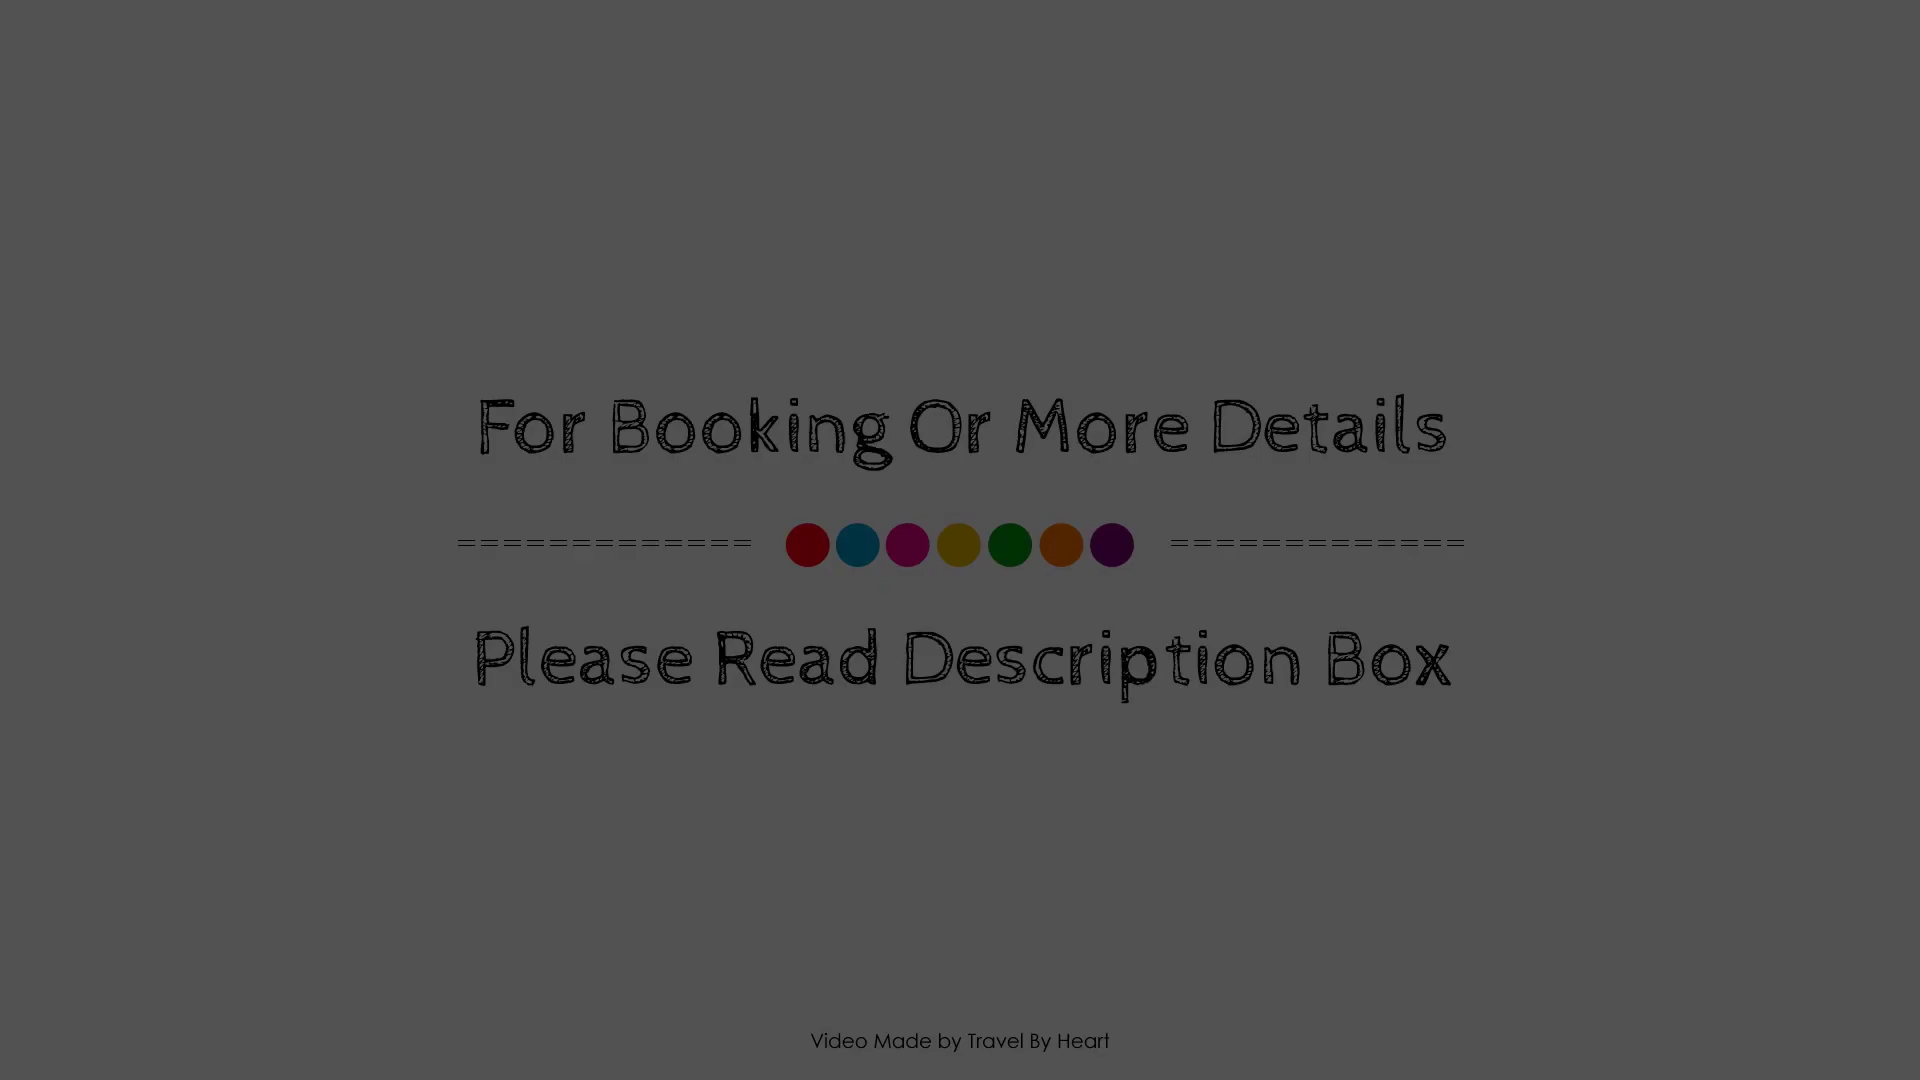 For Booking Or More Details
============= =============
Please Read Description Box
Video Made by Travel By Heart